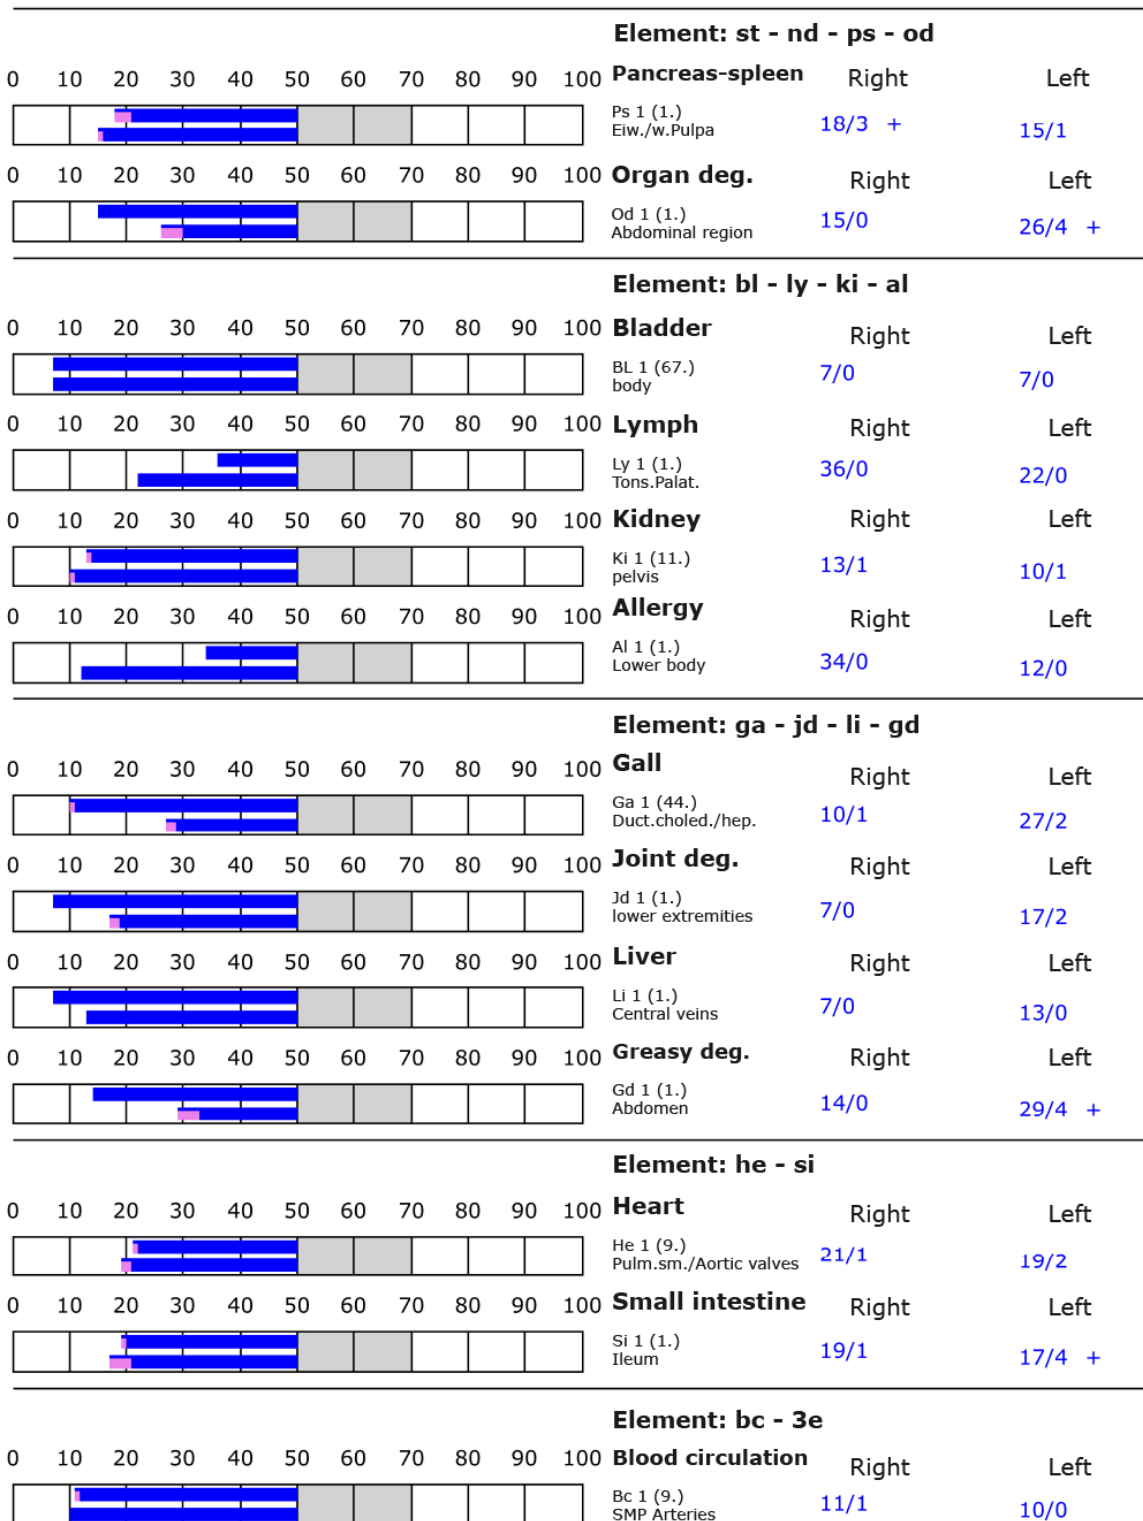 Element: st - nd - ps - od
0 10 20 30 40 50 60 70 80 90 100 Pancreas-spleen Right Left
Ps 1 (1.) 18/3 + 15/1
Eiw./w.Pulpa
0 10 20 30 40 50 60 70 80 90 100 Organ deg. Right Left
Od 1 (1.) 15/0 26/4 +
Abdominal region
Element: bl - ly - ki - al
0 10 20 30 40 50 60 70 80 90 100 Bladder Right Left
BL 1 (67.) 7/0 7/0
body
0 10 20 30 40 50 60 70 80 90 100 Lymph Right Left
Ly 1 (1.) 36/0 22/0
Tons.Palat.
0 10 20 30 40 50 60 70 80 90 100 Kidney Right Left
Ki 1 (11.) 13/1 10/1
pelvis
0 10 20 30 40 50 60 70 80 90 100 Allergy Right Left
Al 1 (1.) 34/0 12/0
Lower body
Element: ga - jd - li - gd
0 10 20 30 40 50 60 70 80 90 100 Gall Right Left
Ga 1 (44.) 10/1 27/2
Duct.choled./hep.
0 10 20 30 40 50 60 70 80 90 100 Joint deg. Right Left
Jd 1 (1.) 7/0 17/2
lower extremities
0 10 20 30 40 50 60 70 80 90 100 Liver Right Left
Li 1 (1.) 7/0 13/0
Central veins
0 10 20 30 40 50 60 70 80 90 100 Greasy deg. Right Left
Gd 1 (1.) 14/0 29/4 +
Abdomen
Element: he - si
0 10 20 30 40 50 60 70 80 90 100 Heart Right Left
He 1 (9.) 21/1 19/2
Pulm.sm./Aortic valves
0 10 20 30 40 50 60 70 80 90 100 Small intestine Right Left
Si 1 (1.) 19/1 17/4 +
Ileum
Element: bc - 3e
0 10 20 30 40 50 60 70 80 90 100 Blood circulation Right Left
Bc 1 (9.) 11/1 10/0
SMP Arteries